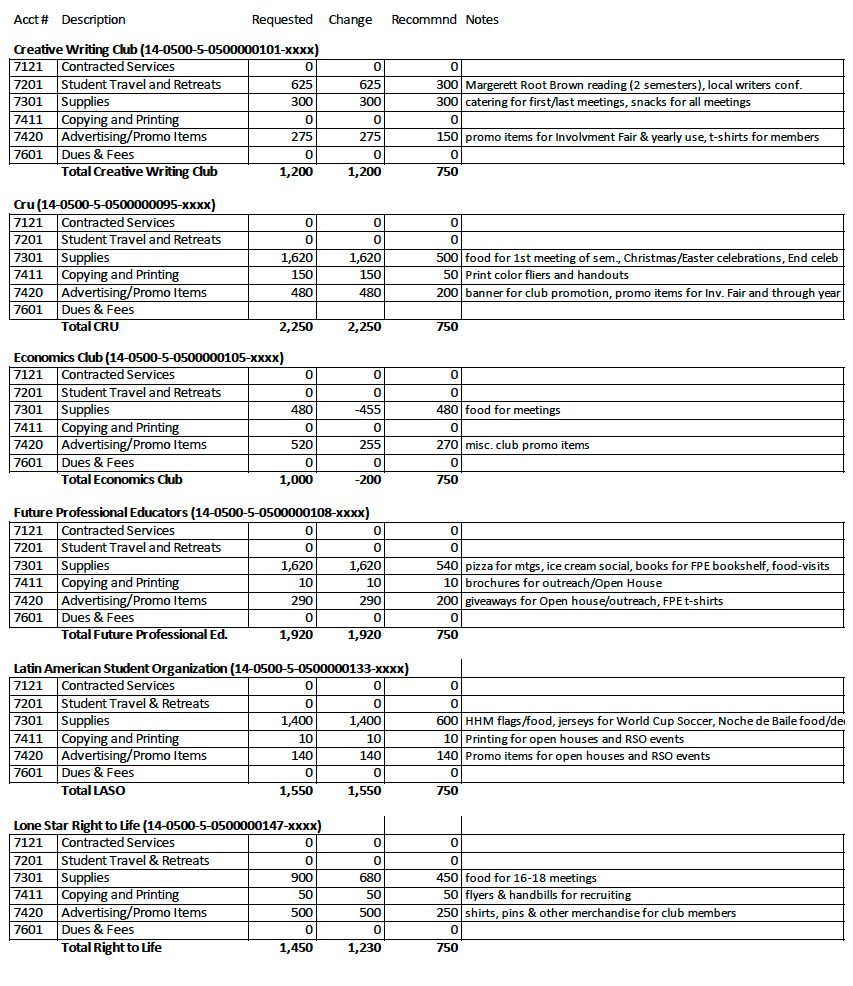 Acct # Description Requested Change Recommnd Notes
Creative Writing Club (14-0500-5-0500000101-xxxx)
7121 Contracted Services 0 0 0
7201 Student Travel and Retreats 625 625 300 Margerett Root Brown reading (2 semesters), local writers conf.
7301 Supplies 300 300 300 catering for first/last meetings, snacks for all meetings
7411 Copying and Printing 0 0 0
7420 Advertising/Promo Items 275 275 150 promo items for Involvment Fair & yearly use, t-shirts for members
7601 Dues & Fees 0 0 0
Total Creative Writing Club 1,200 1,200 750
Cru (14-0500-5-0500000095-xxxx)
7121 Contracted Services 0 0 0
7201 Student Travel and Retreats 0 0 0
7301 Supplies 1,620 1,620 500 food for 1st meeting of sem., Christmas/Easter celebrations, End celeb
7411 Copying and Printing 150 150 50 Print color fliers and handouts
7420 Advertising/Promo Items 480 480 200 banner for club promotion, promo items for Inv. Fair and through year
7601 Dues & Fees
Total CRU 2,250 2,250 750
Economics Club (14-0500-5-0500000105-xxxx)
7121 Contracted Services 0 0 0
7201 Student Travel and Retreats 0 0 0
7301 Supplies 480 -455 480 food for meetings
7411 Copying and Printing 0 0 0
7420 Advertising/Promo Items 520 255 270 misc. club promo items
7601 Dues & Fees 0 0 0
Total Economics Club 1,000 -200 750
Future Professional Educators (14-0500-5-0500000108-xxxx)
7121 Contracted Services 0 0 0
7201 Student Travel and Retreats 0 0 0
7301 Supplies 1,620 1,620 540 pizza for mtgs, ice cream social, books for FPE bookshelf, food-visits
7411 Copying and Printing 10 10 10 brochures for outreach/Open House
7420 Advertising/Promo Items 290 290 200 giveaways for Open house/outreach, FPE t-shirts
7601 Dues & Fees 0 0 0
Total Future Professional Ed. 1,920 1,920 750
Latin American Student Organization (14-0500-5-0500000133-xxxx)
7121 Contracted Services 0 0 0
7201 Student Travel & Retreats 0 0 0
7301 Supplies 1,400 1,400 600 HHM flags/food, jerseys for World Cup Soccer, Noche de Baile food/dec
7411 Copying and Printing 10 10 10 Printing for open houses and RSO events
7420 Advertising/Promo Items 140 140 140 Promo items for open houses and RSO events
7601 Dues & Fees 0 0 0
Total LASO 1,550 1,550 750
Lone Star Right to Life (14-0500-5-0500000147-xxxx)
7121 Contracted Services 0 0 0
7201 Student Travel & Retreats 0 0 0
7301 Supplies 900 680 450 food for 16-18 meetings
7411 Copying and Printing 50 50 50 flyers & handbills for recruiting
7420 Advertising/Promo Items 500 500 250 shirts, pins & other merchandise for club members
7601 Dues & Fees 0 0 0
Total Right to Life 1,450 1,230 750